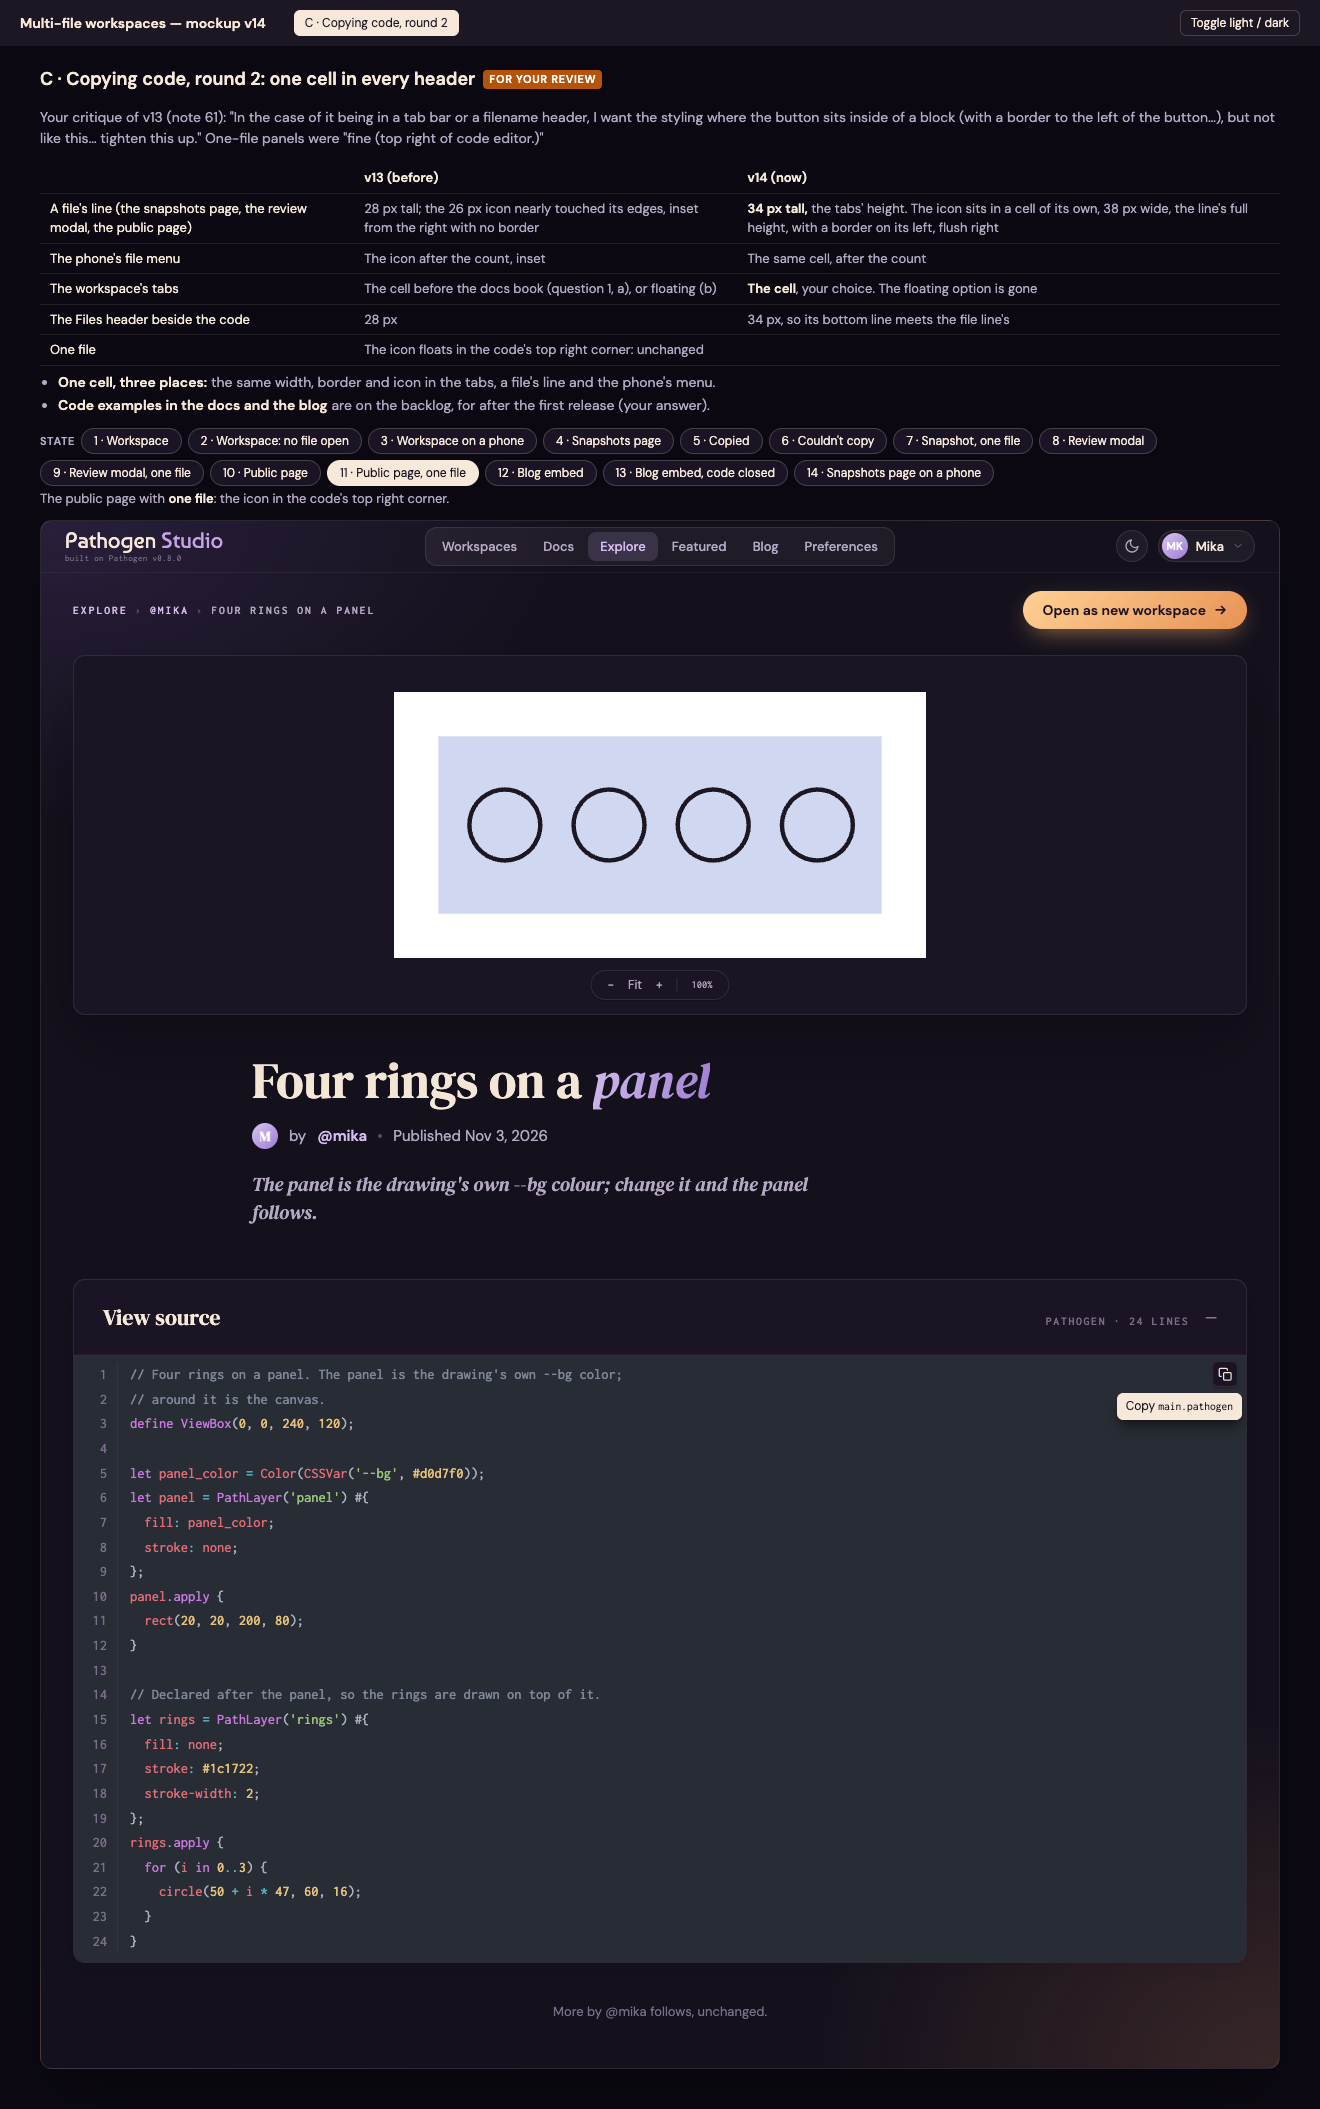 Multi-file workspaces — mockup v14
C · Copying code, round 2
Toggle light / dark
C · Copying code, round 2: one cell in every header FOR YOUR REVIEW
Your critique of v13 (note 61): "In the case of it being in a tab bar or a filename header, I want the styling where the button sits inside of a block (with a border to the left of the button…), but not
like this… tighten this up." One-file panels were "fine (top right of code editor.)"
v13 (before) v14 (now)
A file's line (the snapshots page, the review modal, the public page)
28 px tall; the 26 px icon nearly touched its edges, inset from the right with no border
34 px tall, the tabs' height. The icon sits in a cell of its own, 38 px wide, the line's full height, with a border on its left, flush right
The phone's file menu The icon after the count, inset The same cell, after the count
The workspace's tabs The cell before the docs book (question 1, a), or floating (b) The cell, your choice. The floating option is gone
The Files header beside the code 28 px 34 px, so its bottom line meets the file line's
One file The icon floats in the code's top right corner: unchanged
• One cell, three places: the same width, border and icon in the tabs, a file's line and the phone's menu.
• Code examples in the docs and the blog are on the backlog, for after the first release (your answer).
STATE 1 · Workspace 2 · Workspace: no file open 3 · Workspace on a phone 4 · Snapshots page 5 · Copied 6 · Couldn't copy 7 · Snapshot, one file 8 · Review modal
9 · Review modal, one file 10 · Public page 11 · Public page, one file 12 · Blog embed 13 · Blog embed, code closed 14 · Snapshots page on a phone
The public page with one file: the icon in the code's top right corner.
Pathogen Studio
built on Pathogen v0.8.0
Workspaces Docs Explore Featured Blog Preferences
MK Mika
EXPLORE › @MIKA › FOUR RINGS ON A PANEL
Open as new workspace →
− Fit + 100%
Four rings on a panel
M by @mika • Published Nov 3, 2026
The panel is the drawing's own --bg colour; change it and the panel
follows.
View source
PATHOGEN · 24 LINES —
1 // Four rings on a panel. The panel is the drawing's own --bg color;
2 // around it is the canvas.
Copy main.pathogen
3 define ViewBox(0, 0, 240, 120);
4
5 let panel_color = Color(CSSVar('--bg', #d0d7f0));
6 let panel = PathLayer('panel') #{
7 fill: panel_color;
8 stroke: none;
9 };
10 panel.apply {
11 rect(20, 20, 200, 80);
12 }
13
14 // Declared after the panel, so the rings are drawn on top of it.
15 let rings = PathLayer('rings') #{
16 fill: none;
17 stroke: #1c1722;
18 stroke-width: 2;
19 };
20 rings.apply {
21 for (i in 0..3) {
22 circle(50 + i * 47, 60, 16);
23 }
24 }
More by @mika follows, unchanged.